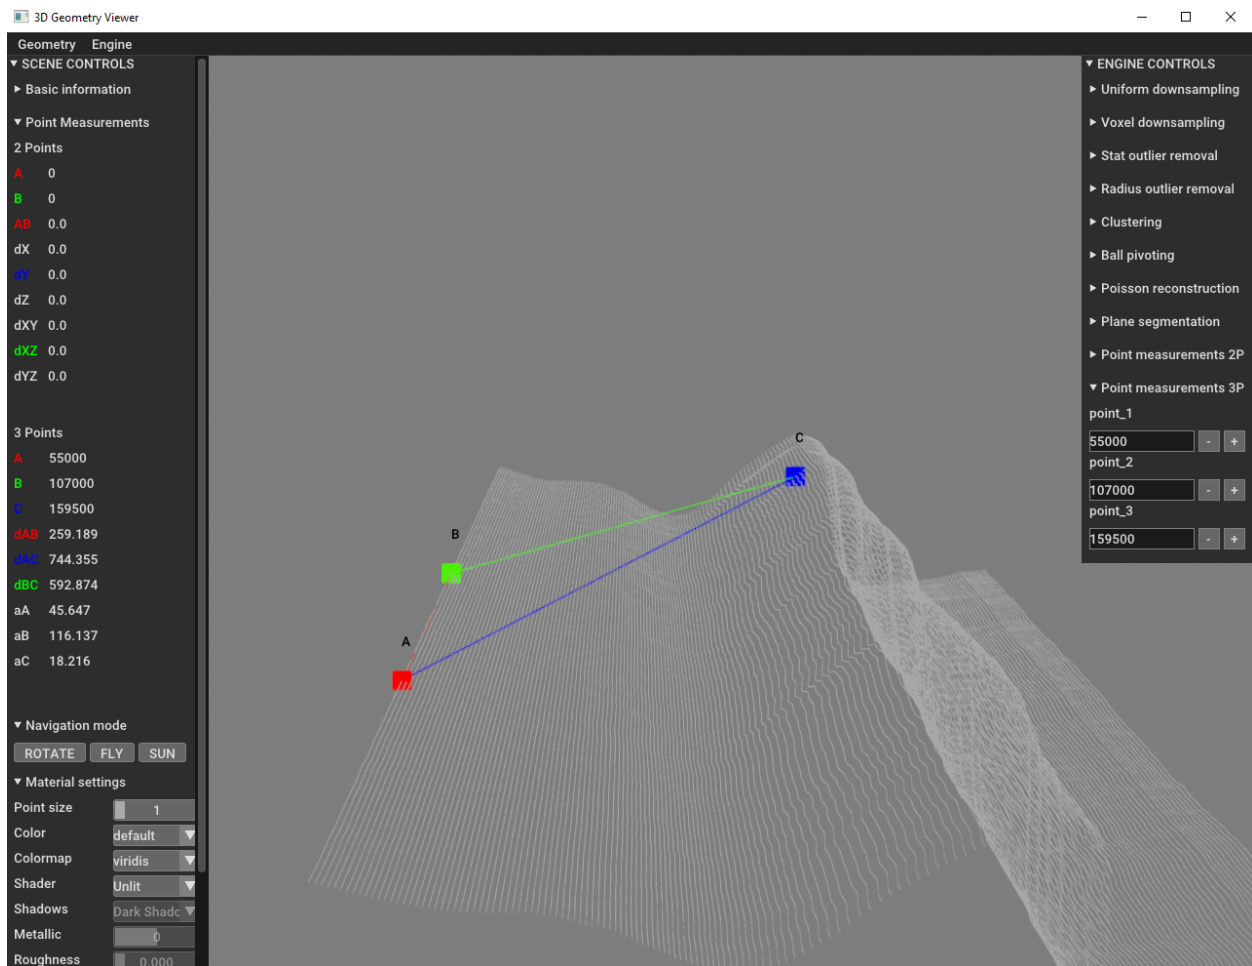 3D Geometry Viewer
Geometry Engine
SCENE CONTROLS
Basic information
Point Measurements
2 Points
A 0
B 0
AB 0.0
dX 0.0
dY 0.0
dZ 0.0
dXY 0.0
dXZ 0.0
dYZ 0.0
3 Points
A 55000
B 107000
C 159500
dAB 259.189
dAC 744.355
dBC 592.874
aA 45.647
aB 116.137
aC 18.216
Navigation mode
ROTATE FLY SUN
Material settings
Point size 1
Color default
Colormap viridis
Shader Unlit
Shadows Dark Shadc
Metallic 0
Roughness 0.000
C
B
A
ENGINE CONTROLS
Uniform downsampling
Voxel downsampling
Stat outlier removal
Radius outlier removal
Clustering
Ball pivoting
Poisson reconstruction
Plane segmentation
Point measurements 2P
Point measurements 3P
point_1
55000 - +
point_2
107000 - +
point_3
159500 - +